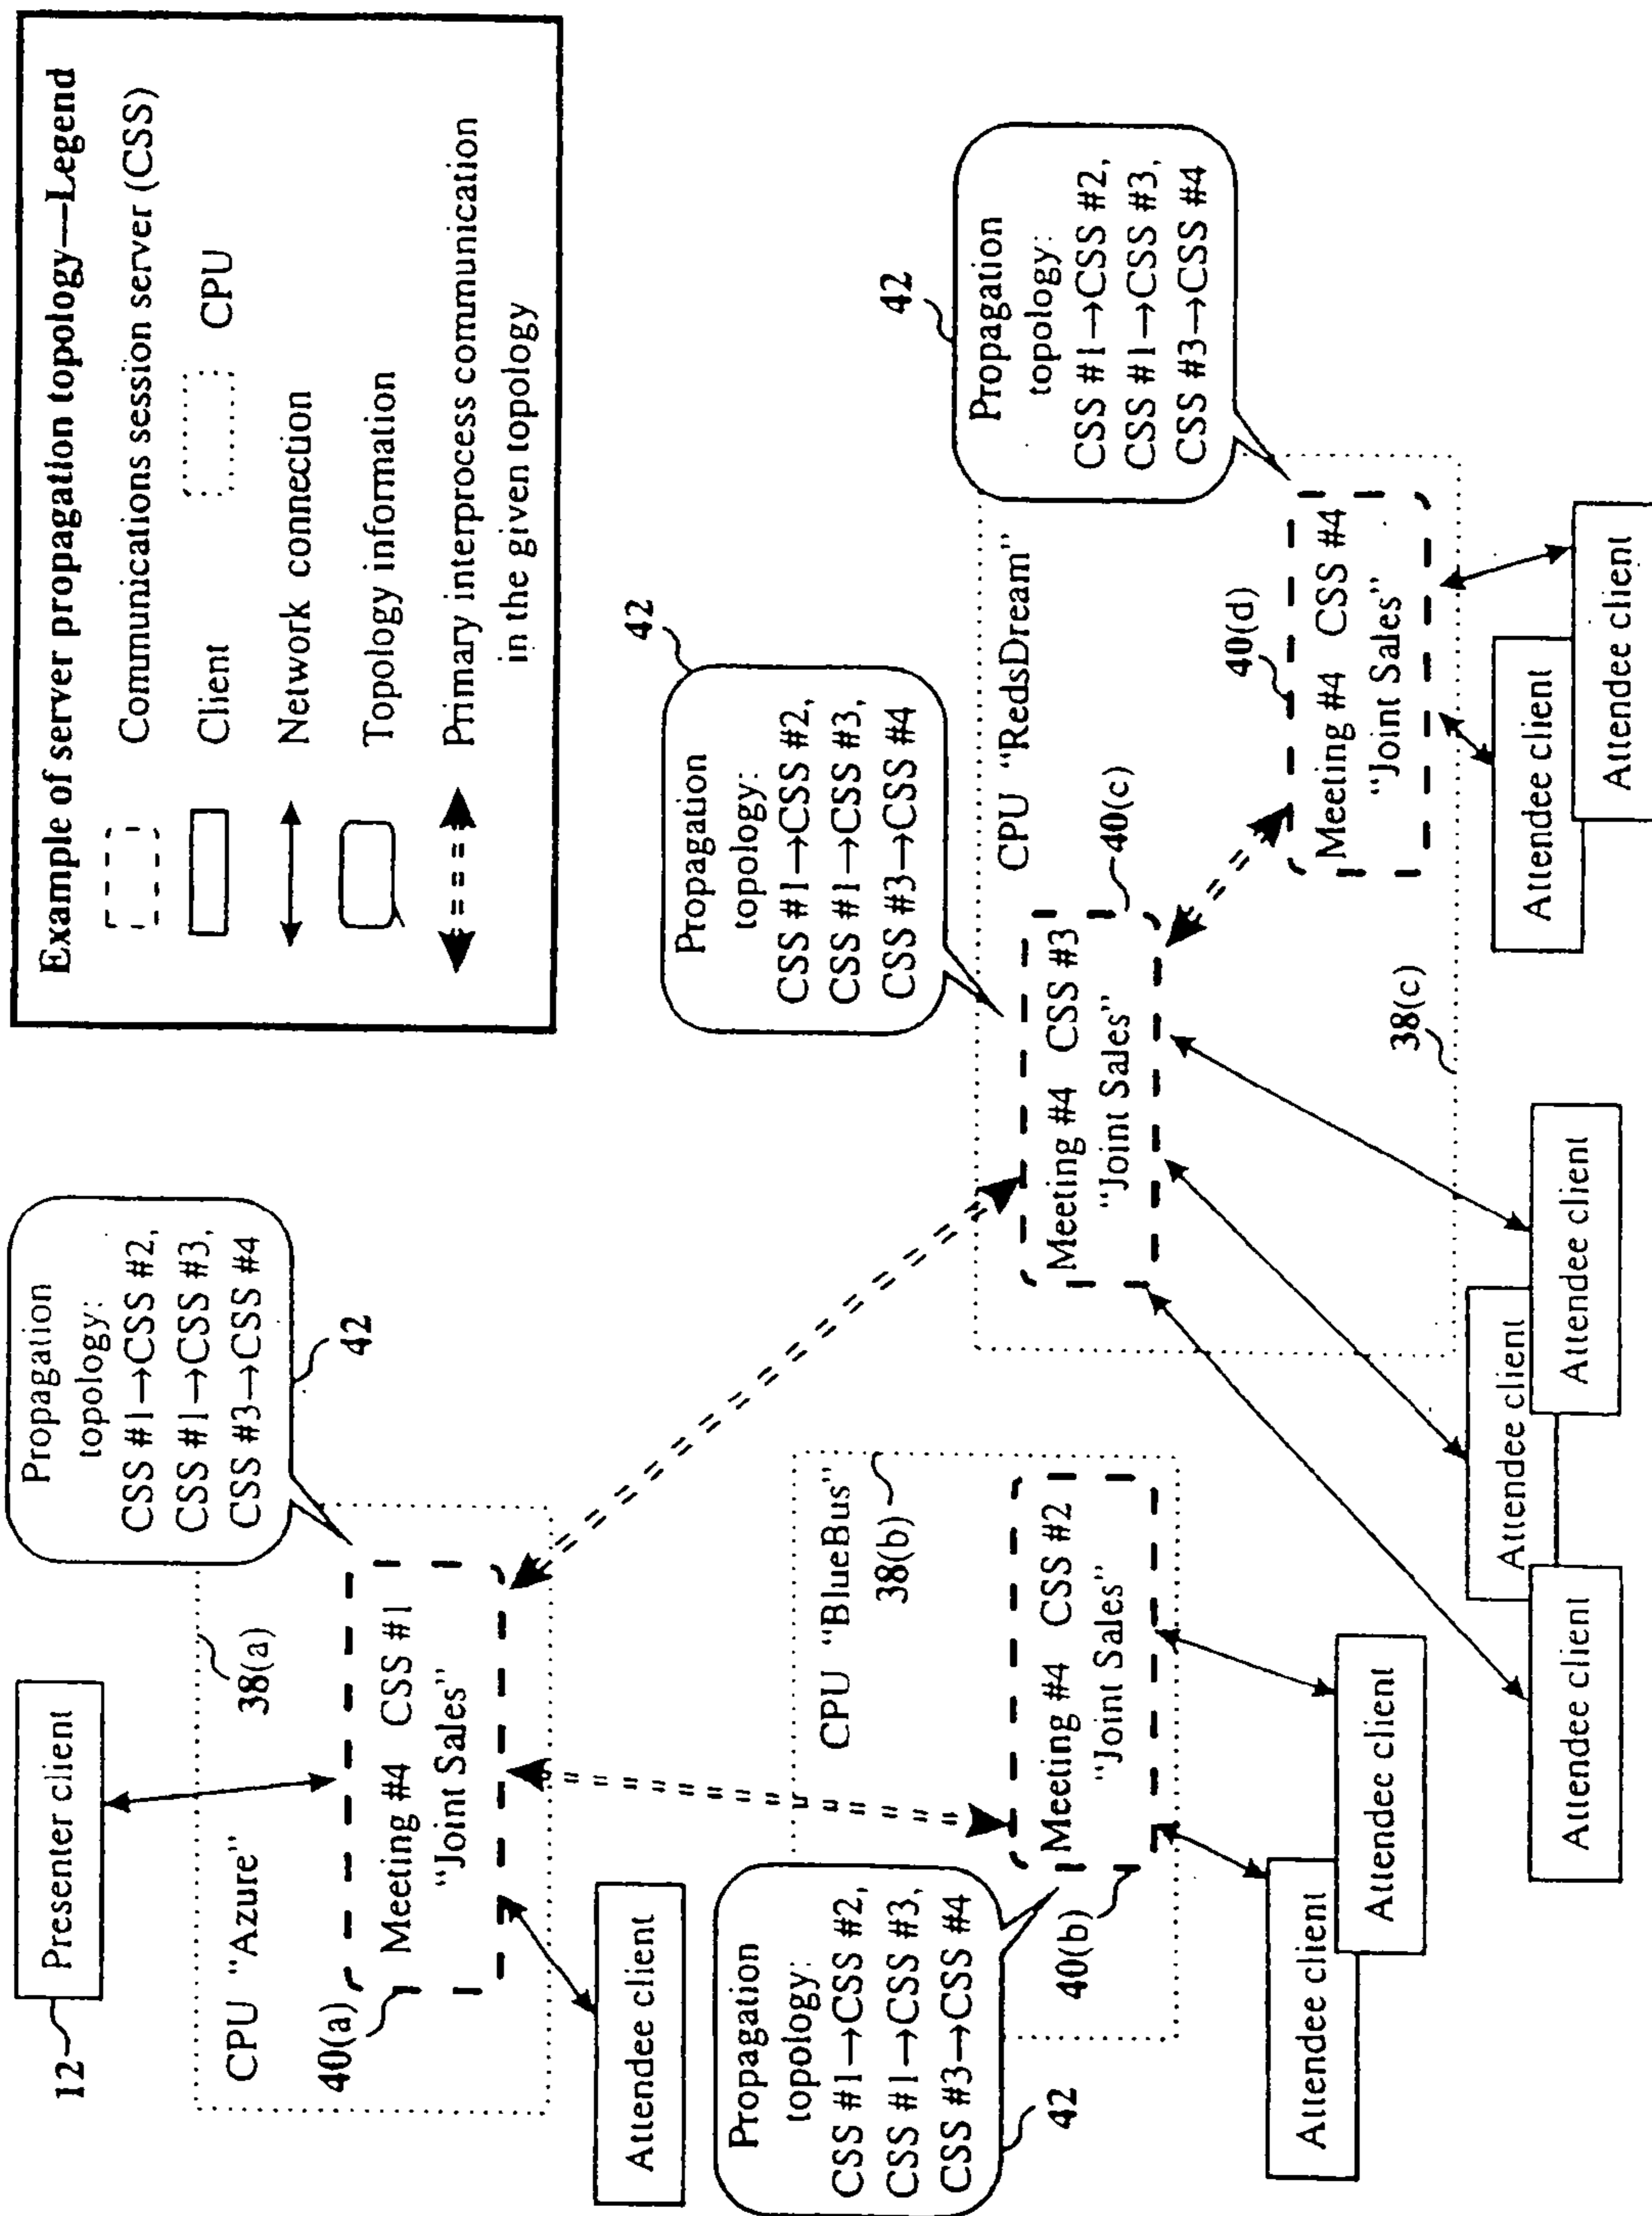 Example of server propagation topology—Legend
Communications session server (CSS)
Client
CPU
Network connection
Topology information
Primary interprocess communication
in the given topology
12
Presenter client
38(a)
CPU "Azure"
40(a)
Meeting #4 CSS #1
"Joint Sales"
Propagation
topology:
CSS #1→CSS #2,
CSS #1→CSS #3,
CSS #3→CSS #4
42
Attendee client
Propagation
topology:
CSS #1→CSS #2,
CSS #1→CSS #3,
CSS #3→CSS #4
42
CPU "BlueBus"
38(b)
40(b)
Meeting #4 CSS #2
"Joint Sales"
Attendee client
Attendee client
Propagation
topology:
CSS #1→CSS #2,
CSS #1→CSS #3,
CSS #3→CSS #4
42
CPU "RedsDream"
40(c)
Meeting #4 CSS #3
"Joint Sales"
38(c)
Attendee client
Attendee client
Attendee client
Propagation
topology:
CSS #1→CSS #2,
CSS #1→CSS #3,
CSS #3→CSS #4
42
40(d)
Meeting #4 CSS #4
"Joint Sales"
Attendee client
Attendee client